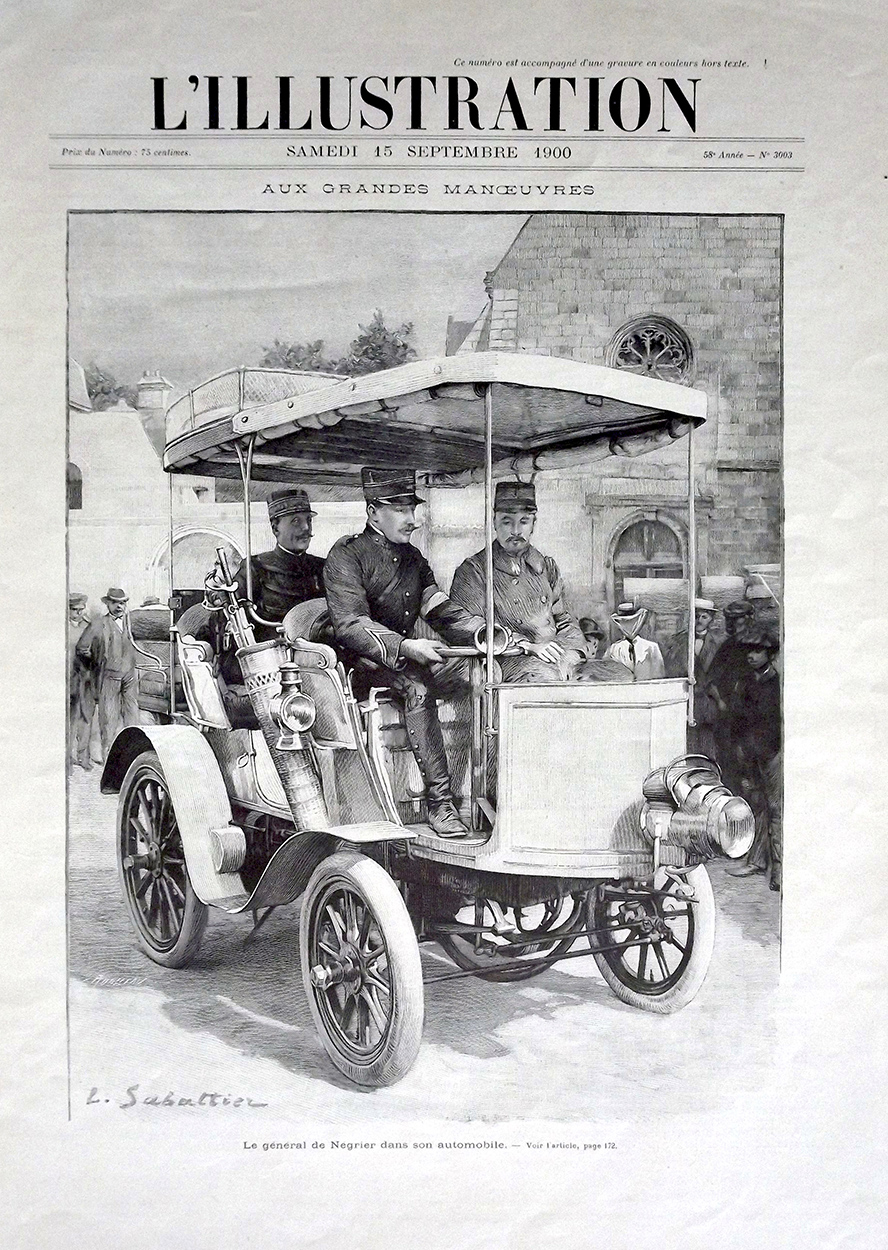 Ce numéro est accompagné d'une gravure en couleurs hors texte.
L'ILLUSTRATION
Prix du Numéro : 75 centimes.
SAMEDI 15 SEPTEMBRE 1900
58e Année — No 3003
AUX GRANDES MANŒUVRES
L. Sabattier
Le général de Negrier dans son automobile. — Voir l'article, page 172.